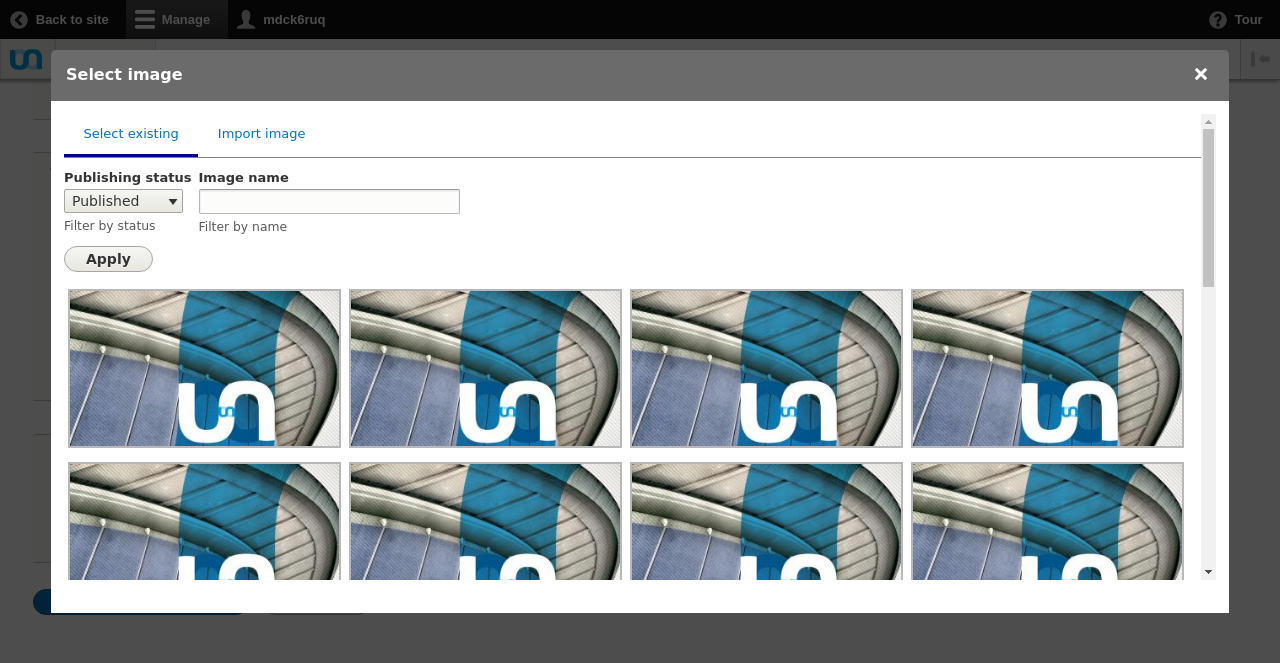 Back to site
Manage
mdck6ruq
Tour
Select image
Select existing
Import image
Publishing status
Image name
Published
Filter by status
Filter by name
Apply